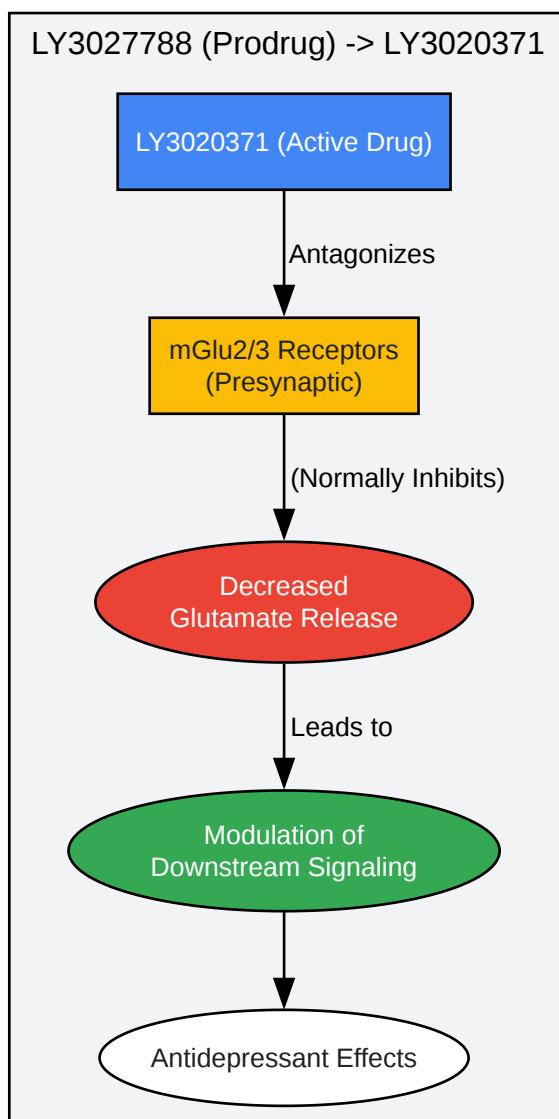 LY3027788 (Prodrug) -> LY3020371
LY3020371 (Active Drug)
Antagonizes
mGlu2/3 Receptors
(Presynaptic)
(Normally Inhibits)
Decreased
Glutamate Release
Leads to
Modulation of
Downstream Signaling
Antidepressant Effects